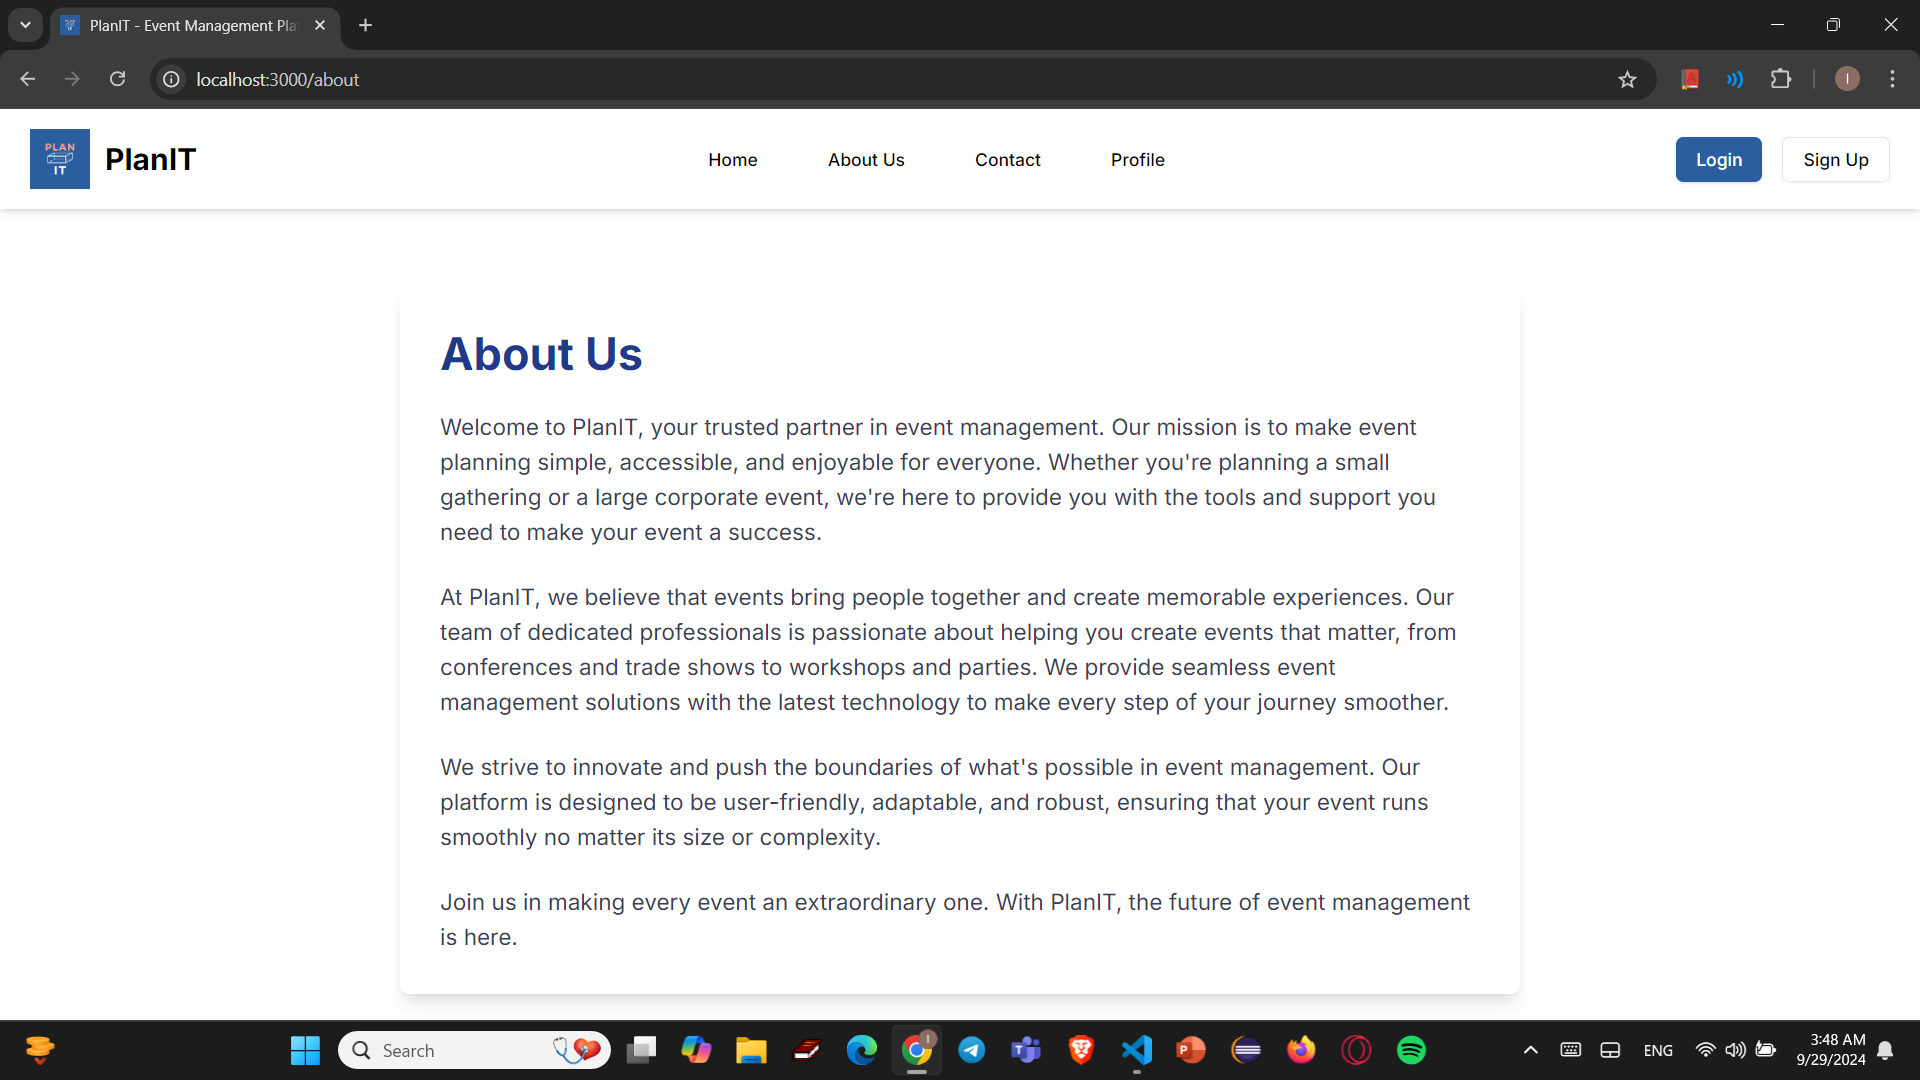 PlanIT - Event Management Pla
localhost:3000/about
PLAN
IT
PlanIT
Home
About Us
Contact
Profile
Login
Sign Up
About Us
Welcome to PlanIT, your trusted partner in event management. Our mission is to make event
planning simple, accessible, and enjoyable for everyone. Whether you're planning a small
gathering or a large corporate event, we're here to provide you with the tools and support you
need to make your event a success.
At PlanIT, we believe that events bring people together and create memorable experiences. Our
team of dedicated professionals is passionate about helping you create events that matter, from
conferences and trade shows to workshops and parties. We provide seamless event
management solutions with the latest technology to make every step of your journey smoother.
We strive to innovate and push the boundaries of what's possible in event management. Our
platform is designed to be user-friendly, adaptable, and robust, ensuring that your event runs
smoothly no matter its size or complexity.
Join us in making every event an extraordinary one. With PlanIT, the future of event management
is here.
Search
ENG
3:48 AM
9/29/2024